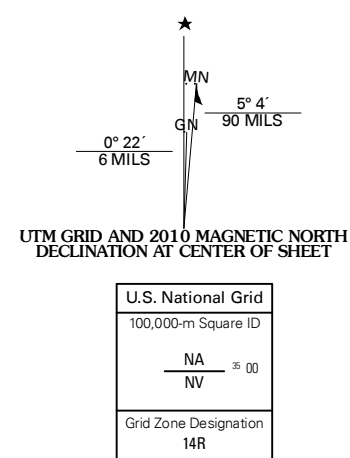 ★
MN
5° 4´
GN
90 MILS
0° 22´
6 MILS
UTM GRID AND 2010 MAGNETIC NORTH
DECLINATION AT CENTER OF SHEET
U.S. National Grid
100,000-m Square ID
NA
35 00
NV
Grid Zone Designation
14R